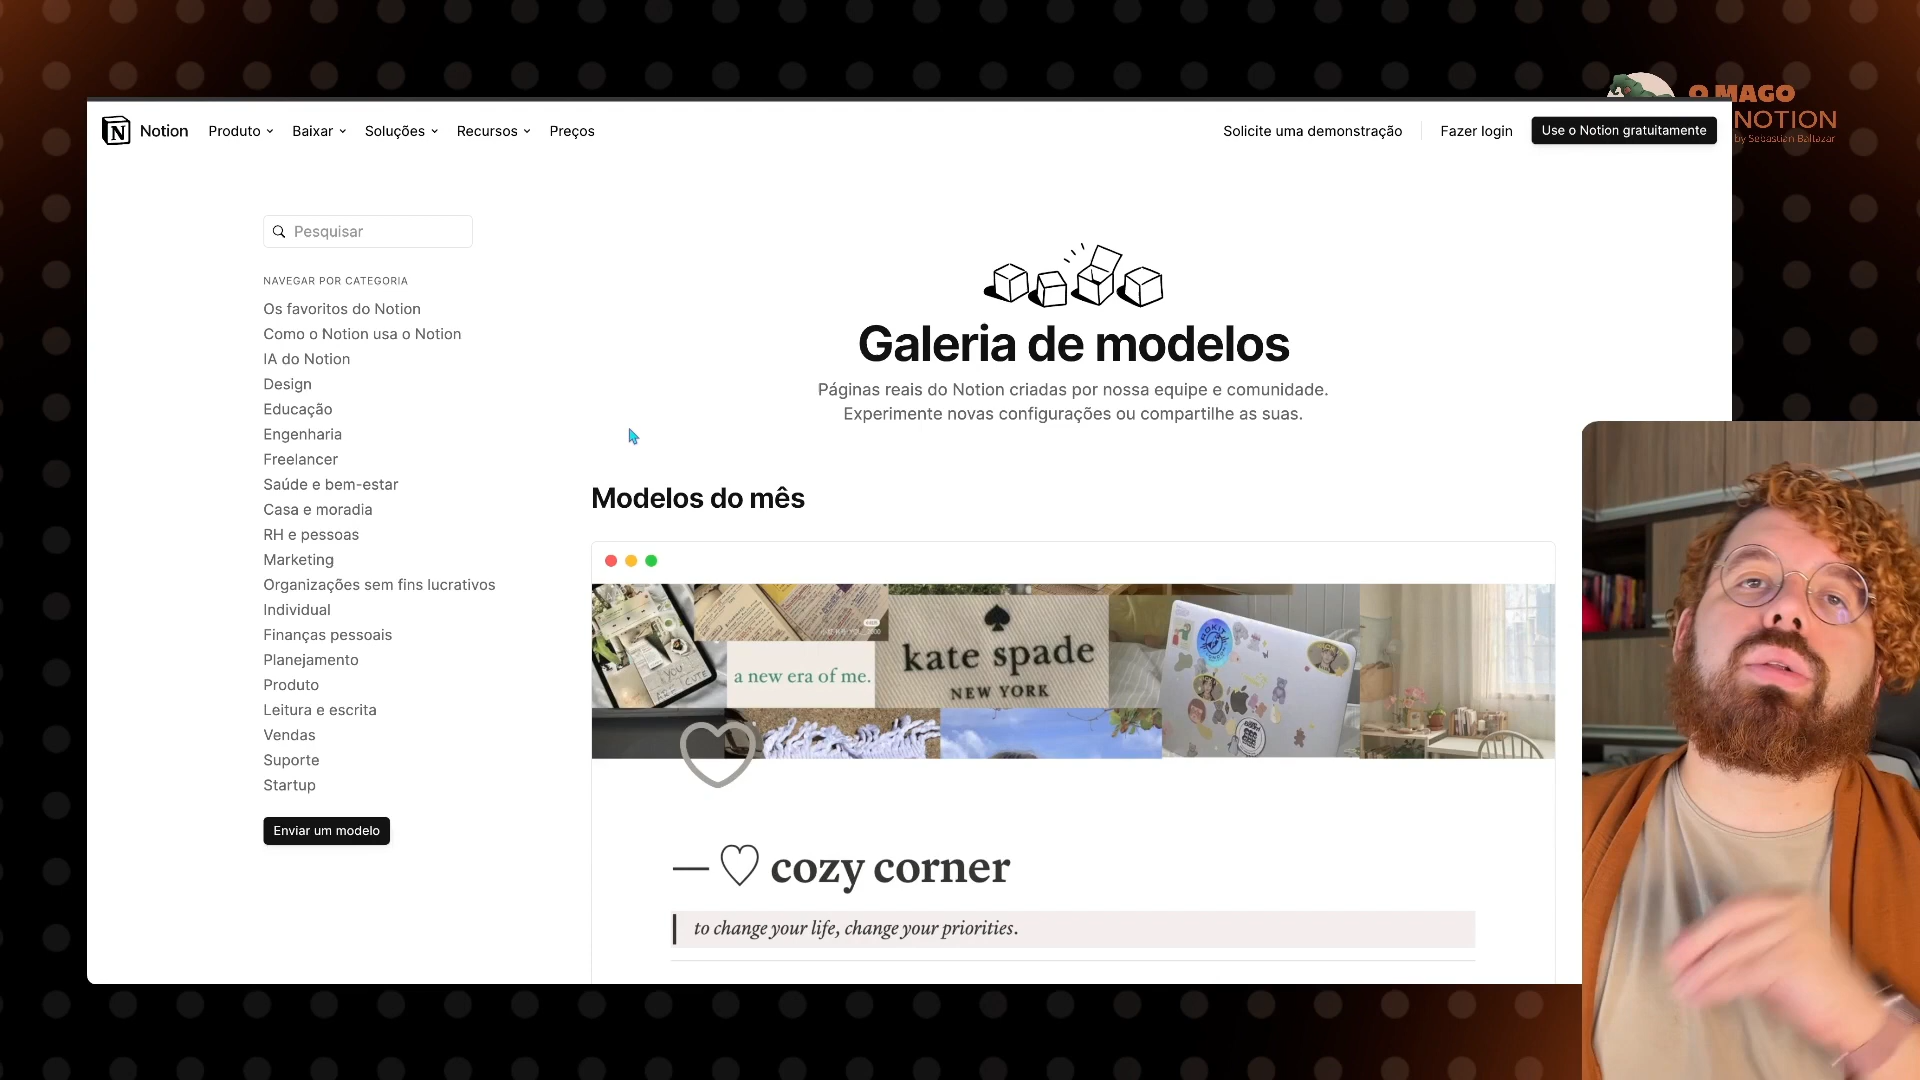 O MAGO
NOTION
by Sebastian Baltazar
Notion
Produto
Baixar
Soluções
Recursos
Preços
Solicite uma demonstração
Fazer login
Use o Notion gratuitamente
Pesquisar
NAVEGAR POR CATEGORIA
Os favoritos do Notion
Como o Notion usa o Notion
IA do Notion
Design
Educação
Engenharia
Freelancer
Saúde e bem-estar
Casa e moradia
RH e pessoas
Marketing
Organizações sem fins lucrativos
Individual
Finanças pessoais
Planejamento
Produto
Leitura e escrita
Vendas
Suporte
Startup
Enviar um modelo
Galeria de modelos
Páginas reais do Notion criadas por nossa equipe e comunidade.
Experimente novas configurações ou compartilhe as suas.
Modelos do mês
YOU
ARE CUTE
a new era of me.
kate spade
NEW YORK
— ♡ cozy corner
to change your life, change your priorities.